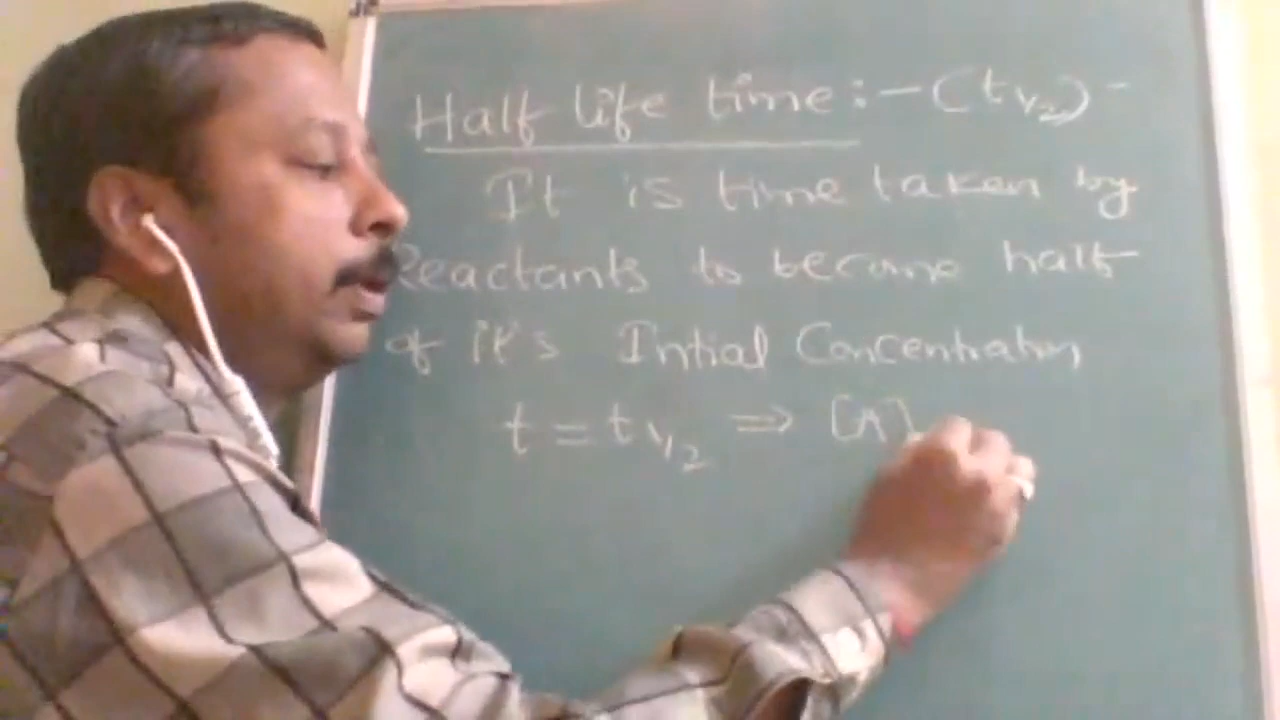 Half life time :- (t1/2) -
It is time taken by
Reactants to become half
of it's Intial Concentration
t = t1/2 ⇒ [A]